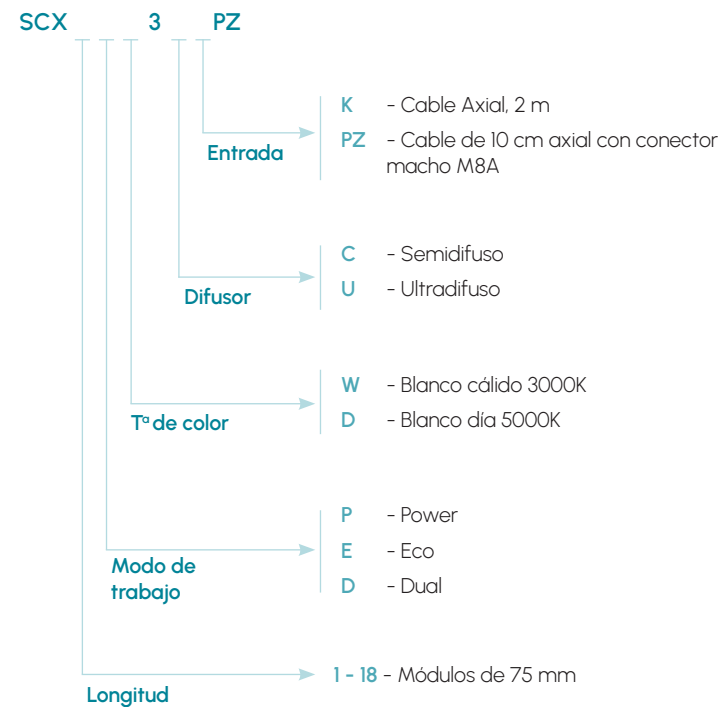 SCX 3 PZ
K - Cable Axial, 2 m
PZ - Cable de 10 cm axial con conector
macho M8A
Entrada
C - Semidifuso
U - Ultradifuso
Difusor
W - Blanco cálido 3000K
D - Blanco día 5000K
Tª de color
P - Power
E - Eco
D - Dual
Modo de
trabajo
1 - 18 - Módulos de 75 mm
Longitud